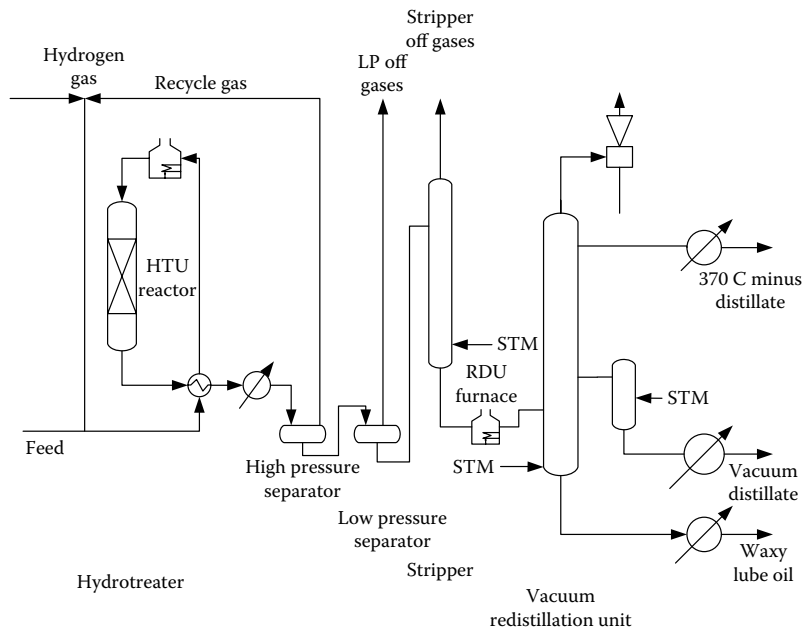 Stripper
off gases
Hydrogen
gas
LP off
gases
Recycle gas
HTU
reactor
370 C minus
distillate
STM
RDU
furnace
STM
Feed
STM
High pressure
separator
Vacuum
distillate
Low pressure
separator
Waxy
lube oil
Hydrotreater
Stripper
Vacuum
redistillation unit